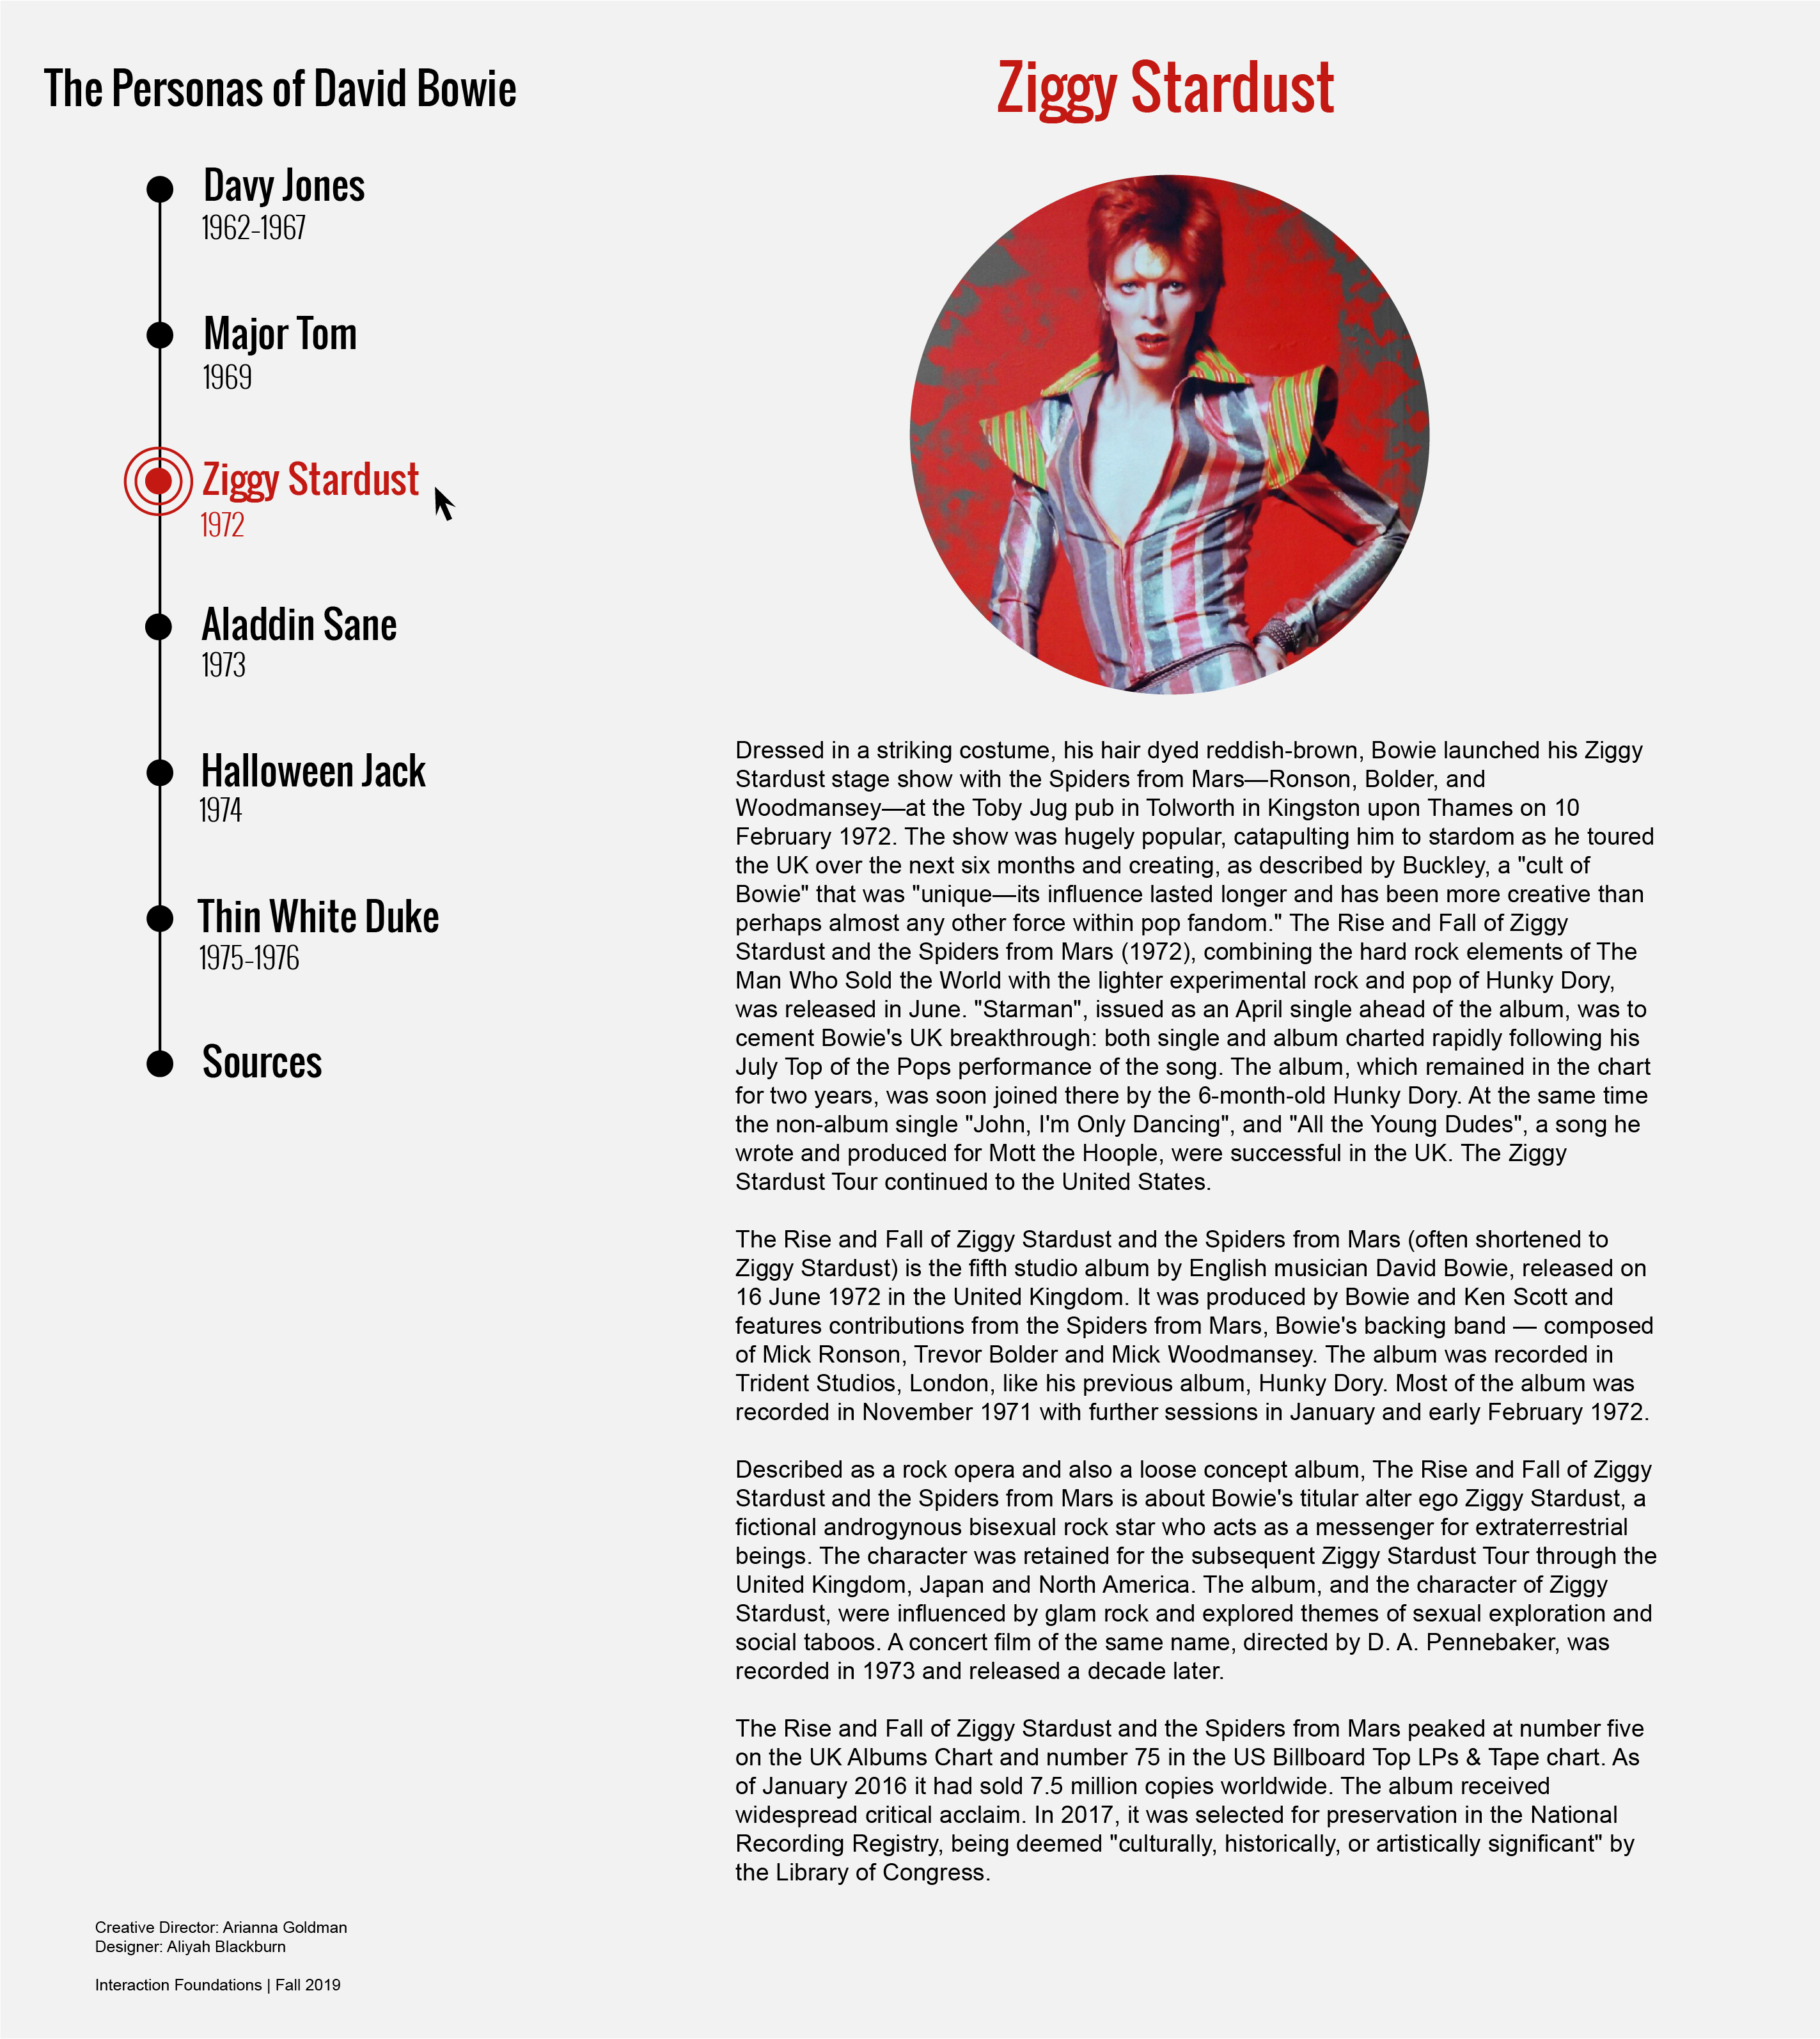 The Personas of David Bowie
Davy Jones
1962-1967
Major Tom
1969
Ziggy Stardust
1972
Aladdin Sane
1973
Halloween Jack
1974
Thin White Duke
1975-1976
Sources
Ziggy Stardust
Dressed in a striking costume, his hair dyed reddish-brown, Bowie launched his Ziggy
Stardust stage show with the Spiders from Mars—Ronson, Bolder, and
Woodmansey—at the Toby Jug pub in Tolworth in Kingston upon Thames on 10
February 1972. The show was hugely popular, catapulting him to stardom as he toured
the UK over the next six months and creating, as described by Buckley, a "cult of
Bowie" that was "unique—its influence lasted longer and has been more creative than
perhaps almost any other force within pop fandom." The Rise and Fall of Ziggy
Stardust and the Spiders from Mars (1972), combining the hard rock elements of The
Man Who Sold the World with the lighter experimental rock and pop of Hunky Dory,
was released in June. "Starman", issued as an April single ahead of the album, was to
cement Bowie's UK breakthrough: both single and album charted rapidly following his
July Top of the Pops performance of the song. The album, which remained in the chart
for two years, was soon joined there by the 6-month-old Hunky Dory. At the same time
the non-album single "John, I'm Only Dancing", and "All the Young Dudes", a song he
wrote and produced for Mott the Hoople, were successful in the UK. The Ziggy
Stardust Tour continued to the United States.
The Rise and Fall of Ziggy Stardust and the Spiders from Mars (often shortened to
Ziggy Stardust) is the fifth studio album by English musician David Bowie, released on
16 June 1972 in the United Kingdom. It was produced by Bowie and Ken Scott and
features contributions from the Spiders from Mars, Bowie's backing band — composed
of Mick Ronson, Trevor Bolder and Mick Woodmansey. The album was recorded in
Trident Studios, London, like his previous album, Hunky Dory. Most of the album was
recorded in November 1971 with further sessions in January and early February 1972.
Described as a rock opera and also a loose concept album, The Rise and Fall of Ziggy
Stardust and the Spiders from Mars is about Bowie's titular alter ego Ziggy Stardust, a
fictional androgynous bisexual rock star who acts as a messenger for extraterrestrial
beings. The character was retained for the subsequent Ziggy Stardust Tour through the
United Kingdom, Japan and North America. The album, and the character of Ziggy
Stardust, were influenced by glam rock and explored themes of sexual exploration and
social taboos. A concert film of the same name, directed by D. A. Pennebaker, was
recorded in 1973 and released a decade later.
The Rise and Fall of Ziggy Stardust and the Spiders from Mars peaked at number five
on the UK Albums Chart and number 75 in the US Billboard Top LPs & Tape chart. As
of January 2016 it had sold 7.5 million copies worldwide. The album received
widespread critical acclaim. In 2017, it was selected for preservation in the National
Recording Registry, being deemed "culturally, historically, or artistically significant" by
the Library of Congress.
Creative Director: Arianna Goldman
Designer: Aliyah Blackburn
Interaction Foundations | Fall 2019